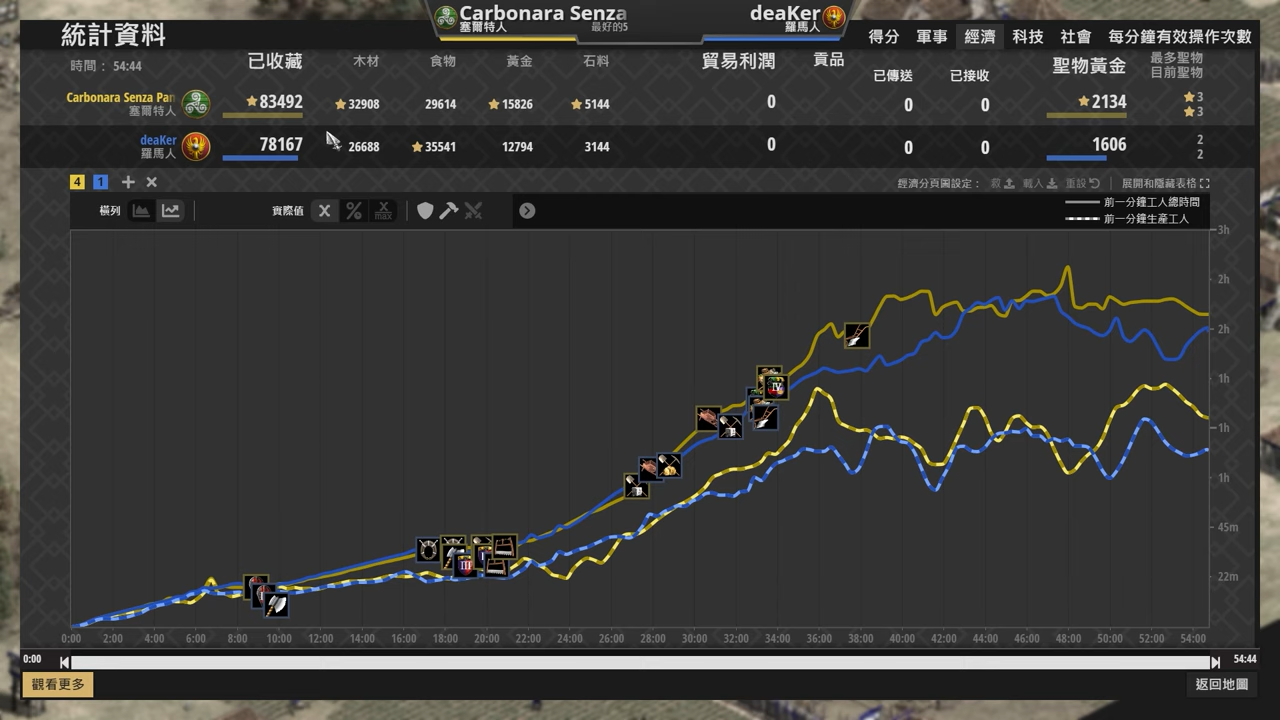 Carbonara Senza
塞爾特人
最好的5
deaKer
羅馬人
統計資料
得分 軍事 經濟 科技 社會 每分鐘有效操作次數
時間： 54:44
已收藏 木材 食物 黃金 石料 貿易利潤 貢品 已傳送 已接收 聖物黃金 最多聖物 目前聖物
Carbonara Senza Pan
塞爾特人
83492 32908 29614 15826 5144 0 0 0 2134 3 3
deaKer
羅馬人
78167 26688 35541 12794 3144 0 0 0 1606 2 2
4 1
經濟分頁圖設定： 載入 重設 展開和隱藏表格
橫列 實際值 X % X max
前一分鐘工人總時間
前一分鐘生產工人
3h
2h
2h
1h
1h
1h
45m
22m
IV
III
0:00 2:00 4:00 6:00 8:00 10:00 12:00 14:00 16:00 18:00 20:00 22:00 24:00 26:00 28:00 30:00 32:00 34:00 36:00 38:00 40:00 42:00 44:00 46:00 48:00 50:00 52:00 54:00
0:00 54:44
觀看更多 返回地圖